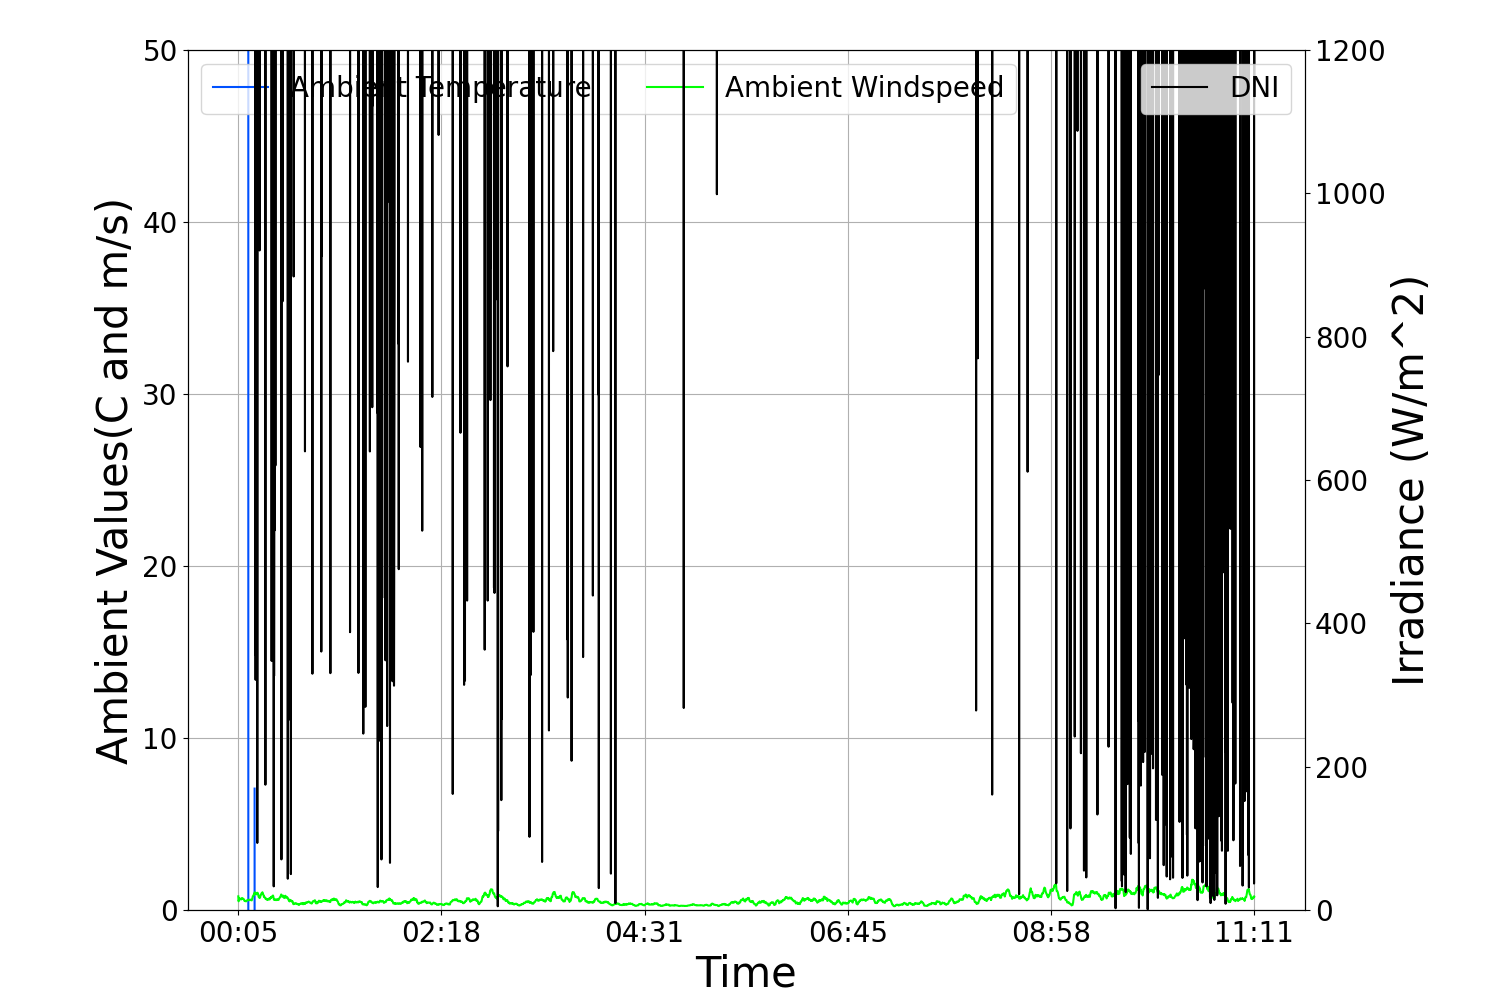 Ambient Temperature
Ambient Windspeed
DNI
Ambient Values(C and m/s)
50
40
30
20
10
0
1200
1000
800
600
400
200
0
Irradiance (W/m^2)
00:05 02:18 04:31 06:45 08:58 11:11
Time